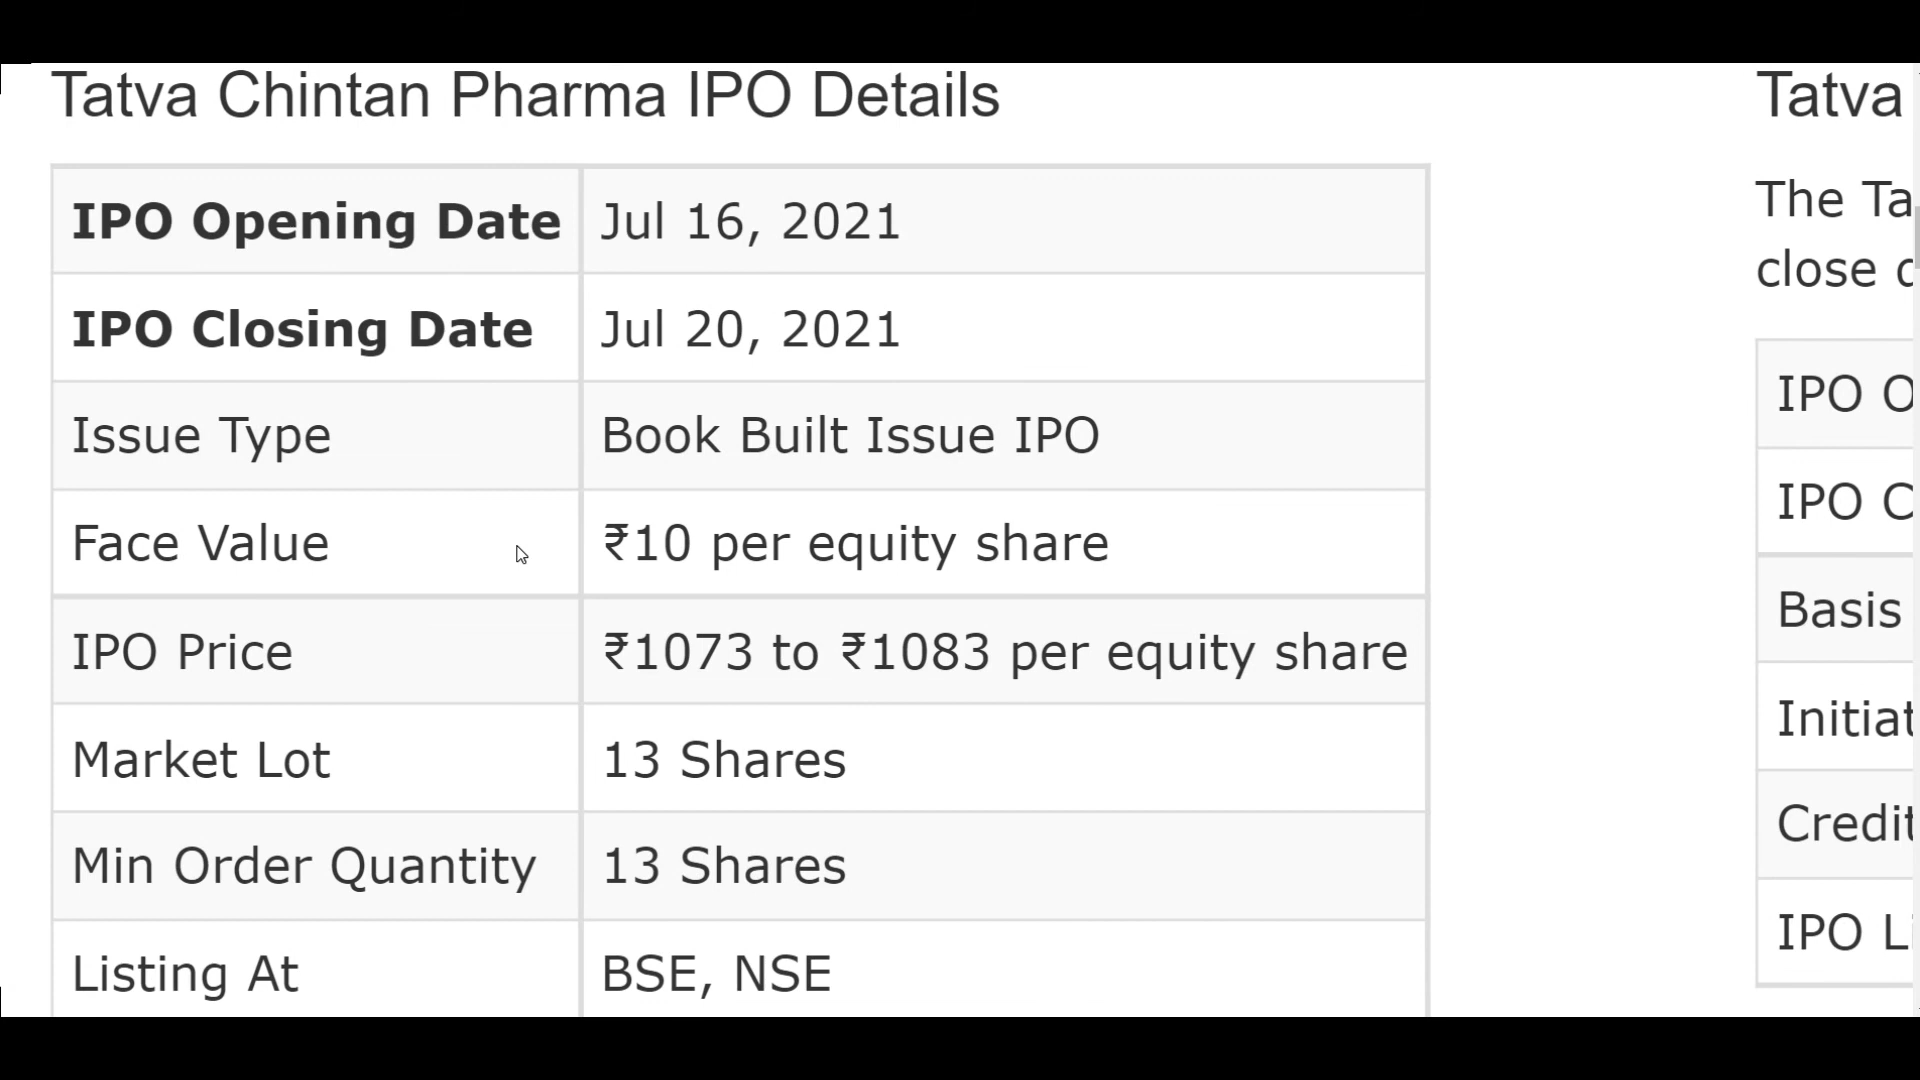 Tatva Chintan Pharma IPO Details
IPO Opening Date Jul 16, 2021
IPO Closing Date Jul 20, 2021
Issue Type Book Built Issue IPO
Face Value ₹10 per equity share
IPO Price ₹1073 to ₹1083 per equity share
Market Lot 13 Shares
Min Order Quantity 13 Shares
Listing At BSE, NSE
Tatva
The Ta
close
IPO O
IPO C
Basis
Initiat
Credit
IPO Li